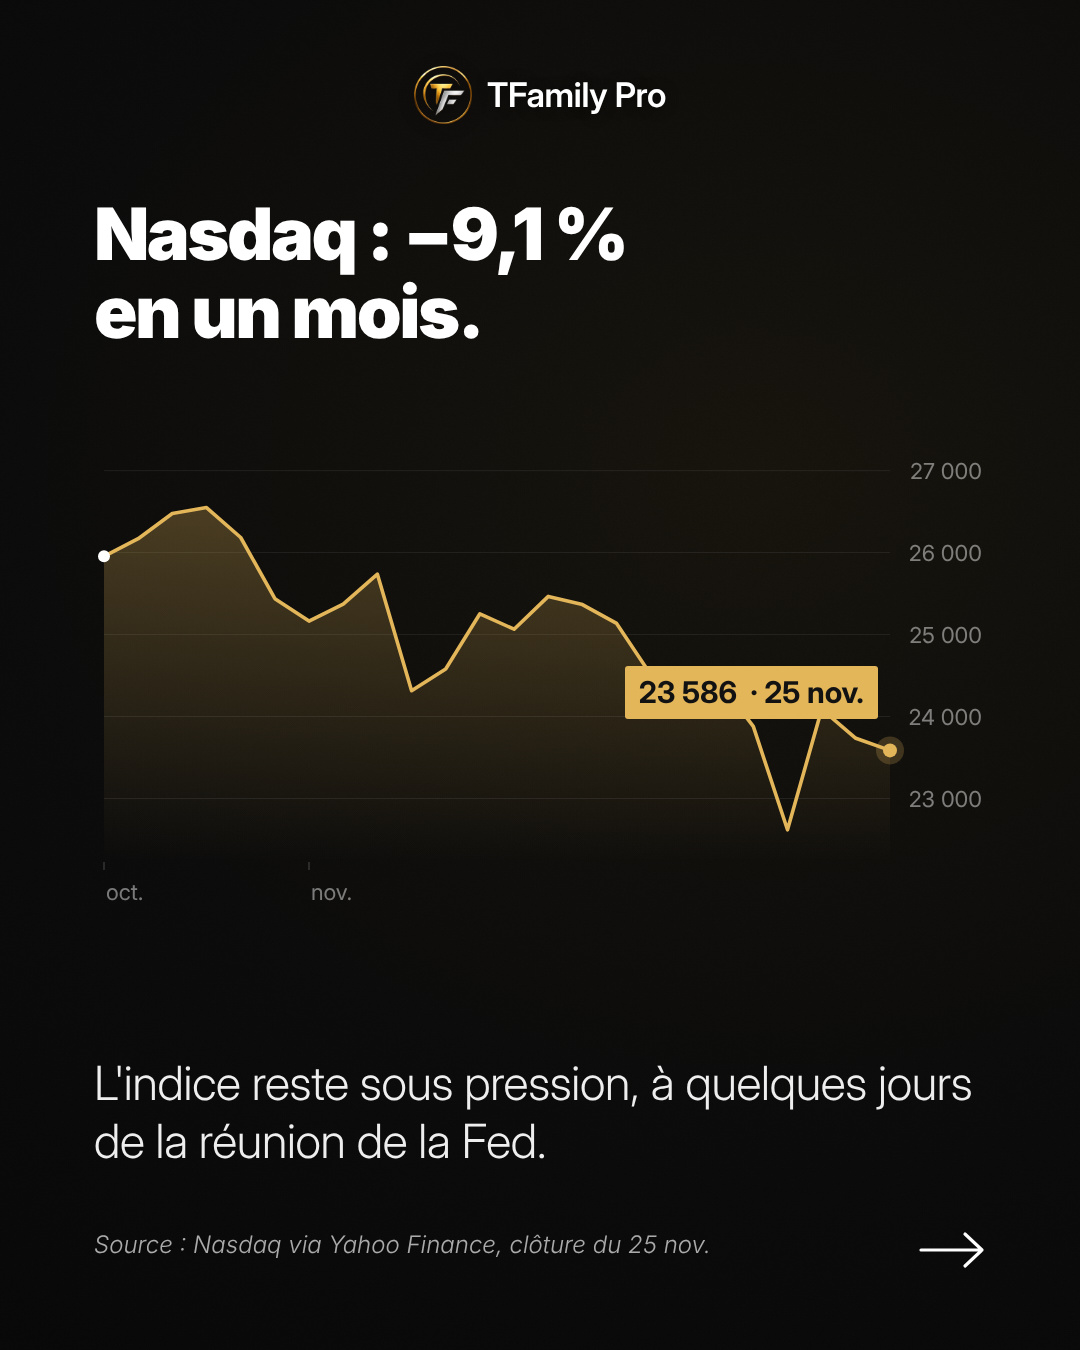 TFamily Pro
Nasdaq : −9,1 %
en un mois.
27 000
26 000
25 000
23 586 · 25 nov.
24 000
23 000
oct.
nov.
L'indice reste sous pression, à quelques jours
de la réunion de la Fed.
Source : Nasdaq via Yahoo Finance, clôture du 25 nov.